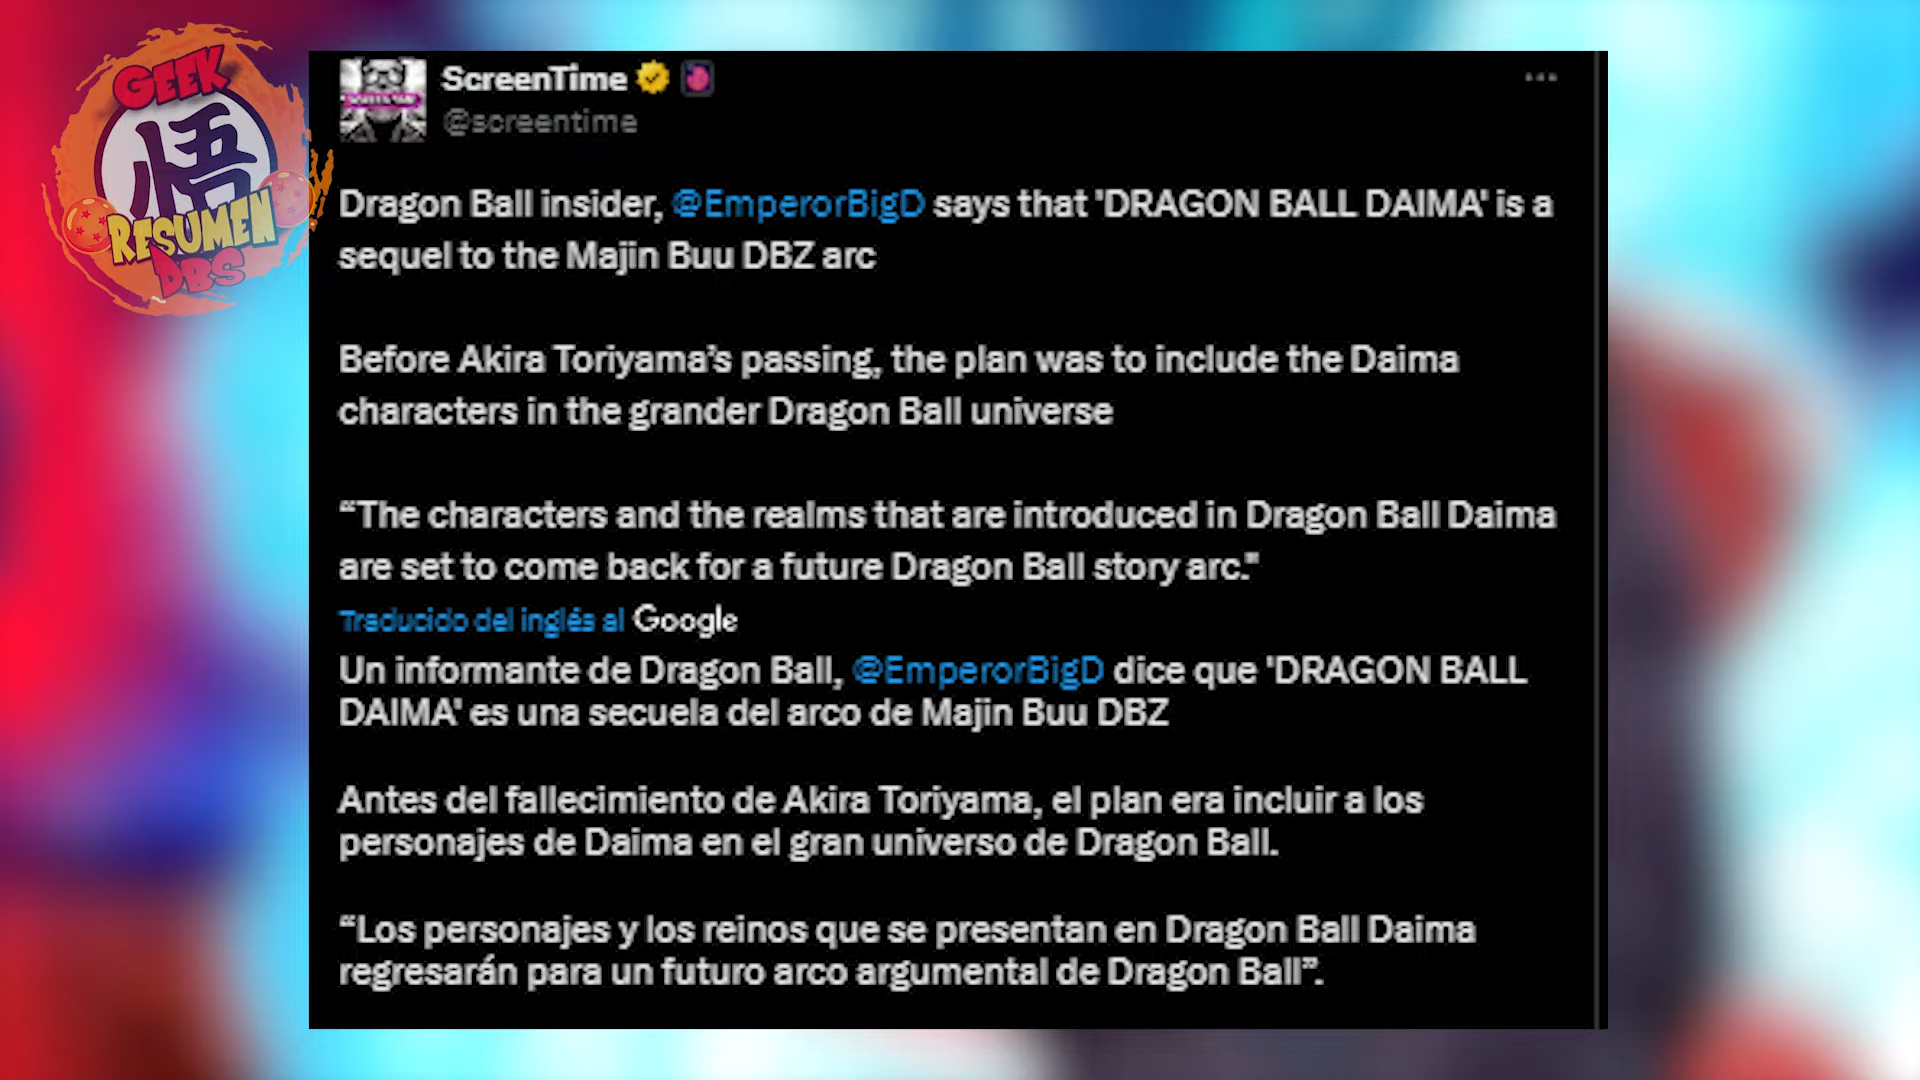 GEEK
悟
RESUMEN
DBS
ScreenTime
@screentime
Dragon Ball insider, @EmperorBigD says that 'DRAGON BALL DAIMA' is a
sequel to the Majin Buu DBZ arc
Before Akira Toriyama’s passing, the plan was to include the Daima
characters in the grander Dragon Ball universe
“The characters and the realms that are introduced in Dragon Ball Daima
are set to come back for a future Dragon Ball story arc."
Traducido del inglés al Google
Un informante de Dragon Ball, @EmperorBigD dice que 'DRAGON BALL
DAIMA' es una secuela del arco de Majin Buu DBZ
Antes del fallecimiento de Akira Toriyama, el plan era incluir a los
personajes de Daima en el gran universo de Dragon Ball.
“Los personajes y los reinos que se presentan en Dragon Ball Daima
regresarán para un futuro arco argumental de Dragon Ball”.